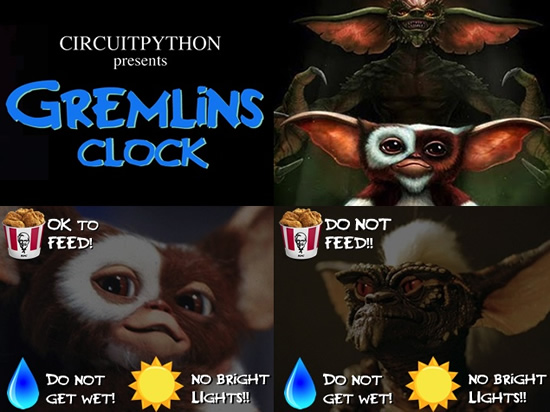 CIRCUITPYTHON
presents
GREMLiNS
CLOCK
OK TO
FEED!
DO NOT
FEED!!
DO NOT
GET WET!
NO BRiGHT
LiGHTS!!
DO NOT
GET WET!
NO BRiGHT
LiGHTS!!